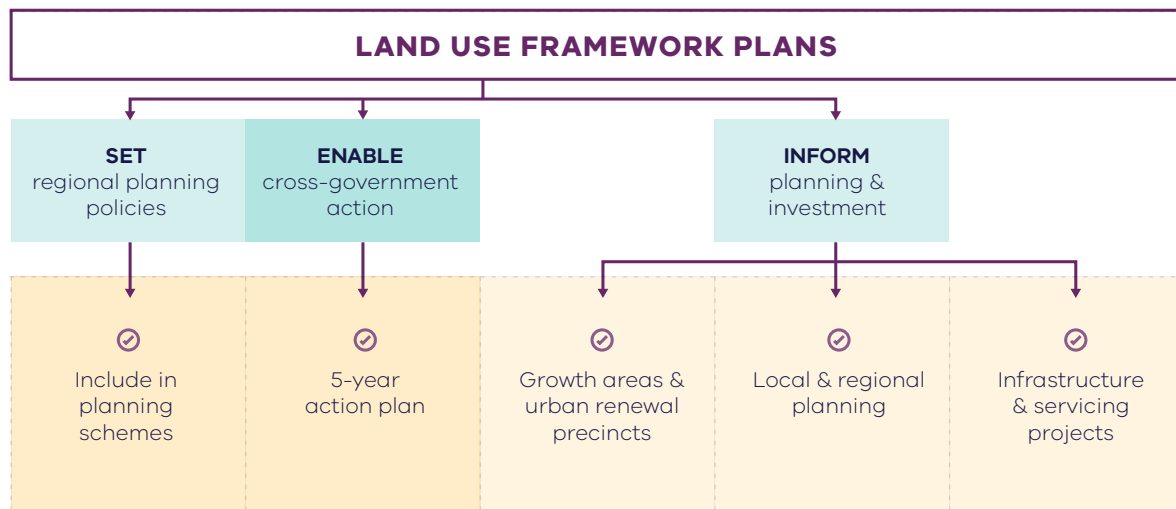 LAND USE FRAMEWORK PLANS
SET
regional planning
policies
ENABLE
cross-government
action
INFORM
planning &
investment
Include in
planning
schemes
5-year
action plan
Growth areas &
urban renewal
precincts
Local & regional
planning
Infrastructure
& servicing
projects